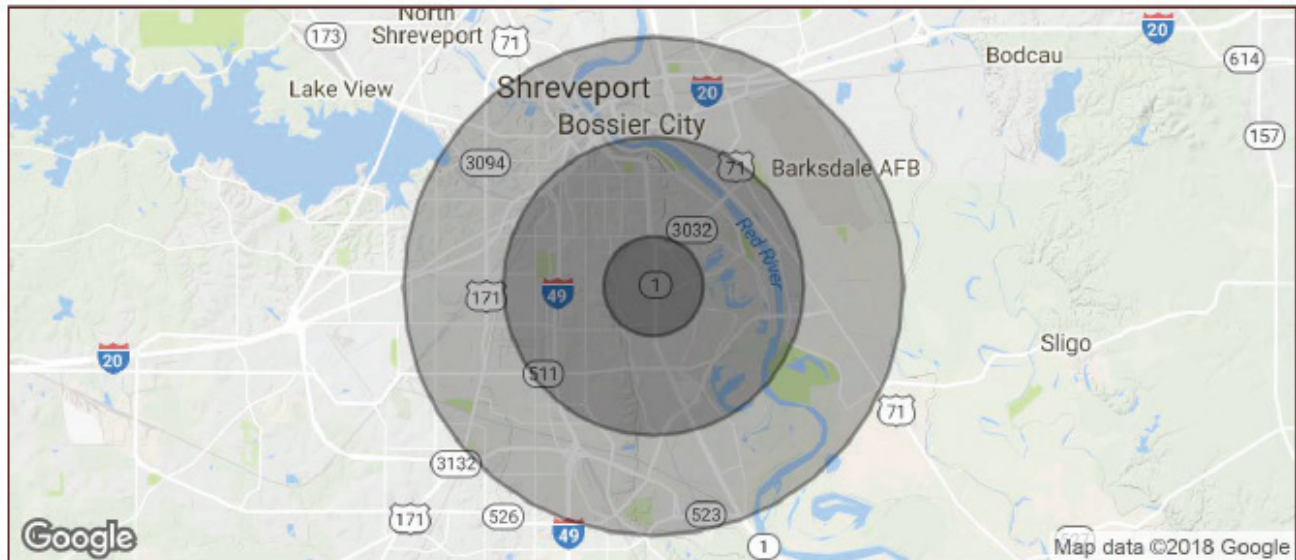 North
Shreveport
173
71
20
Bodcau
614
Lake View
Shreveport
20
157
Bossier City
3094
71
Barksdale AFB
3032
Red River
171
49
1
Sligo
20
511
71
3132
171
526
523
49
1
527
Google
Map data ©2018 Google